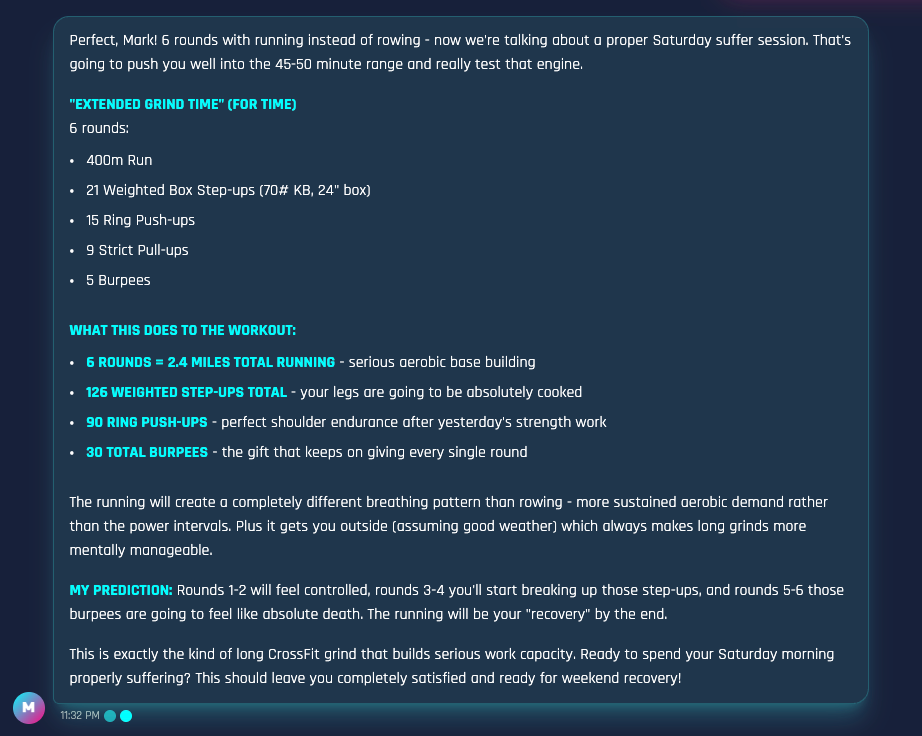 Perfect, Mark! 6 rounds with running instead of rowing - now we're talking about a proper Saturday suffer session. That's
going to push you well into the 45-50 minute range and really test that engine.
"EXTENDED GRIND TIME" (FOR TIME)
6 rounds:
• 400m Run
• 21 Weighted Box Step-ups (70# KB, 24" box)
• 15 Ring Push-ups
• 9 Strict Pull-ups
• 5 Burpees
WHAT THIS DOES TO THE WORKOUT:
• 6 ROUNDS = 2.4 MILES TOTAL RUNNING - serious aerobic base building
• 126 WEIGHTED STEP-UPS TOTAL - your legs are going to be absolutely cooked
• 90 RING PUSH-UPS - perfect shoulder endurance after yesterday's strength work
• 30 TOTAL BURPEES - the gift that keeps on giving every single round
The running will create a completely different breathing pattern than rowing - more sustained aerobic demand rather
than the power intervals. Plus it gets you outside (assuming good weather) which always makes long grinds more
mentally manageable.
MY PREDICTION: Rounds 1-2 will feel controlled, rounds 3-4 you'll start breaking up those step-ups, and rounds 5-6 those
burpees are going to feel like absolute death. The running will be your "recovery" by the end.
This is exactly the kind of long CrossFit grind that builds serious work capacity. Ready to spend your Saturday morning
properly suffering? This should leave you completely satisfied and ready for weekend recovery!
M
11:32 PM